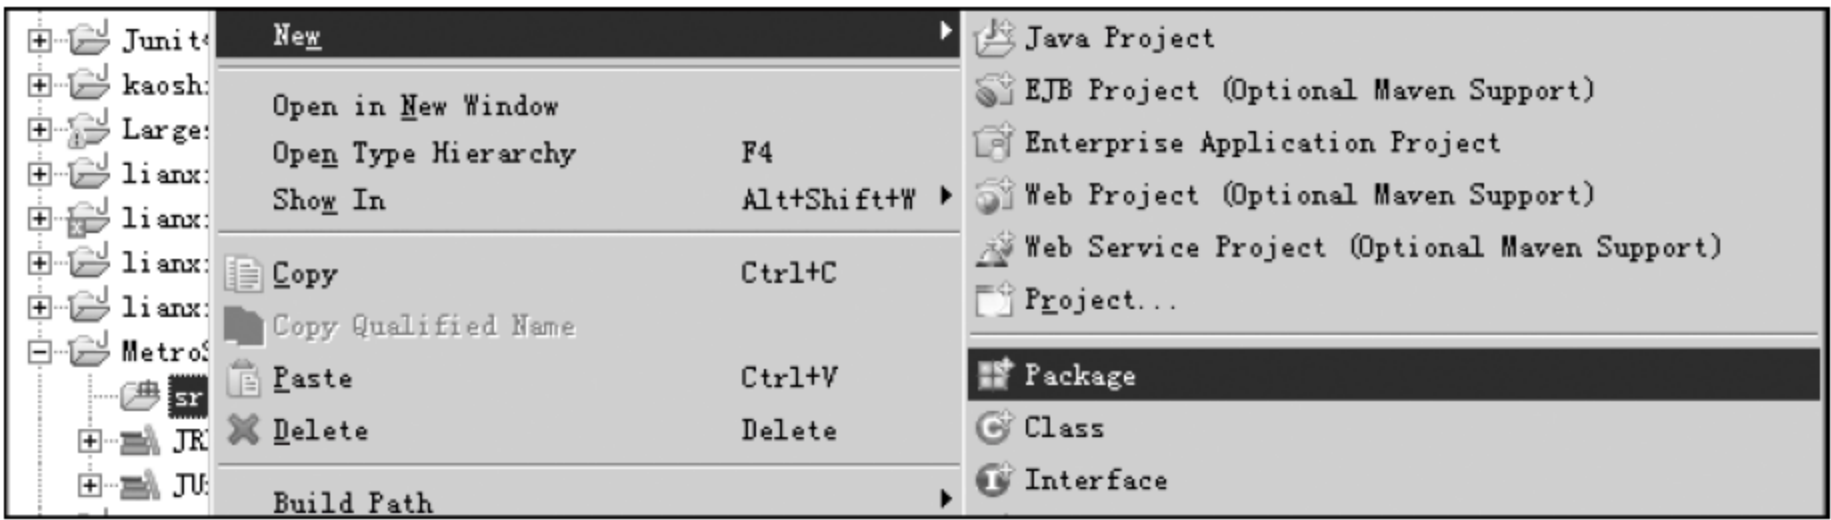 Junit
kaosh
Large
lianx
lianx
lianx
lianx
Metro
sr
JR
JU
New
Open in New Window
Open Type Hierarchy F4
Show In Alt+Shift+W
Copy Ctrl+C
Copy Qualified Name
Paste Ctrl+V
Delete Delete
Build Path
Java Project
EJB Project (Optional Maven Support)
Enterprise Application Project
Web Project (Optional Maven Support)
Web Service Project (Optional Maven Support)
Project...
Package
Class
Interface